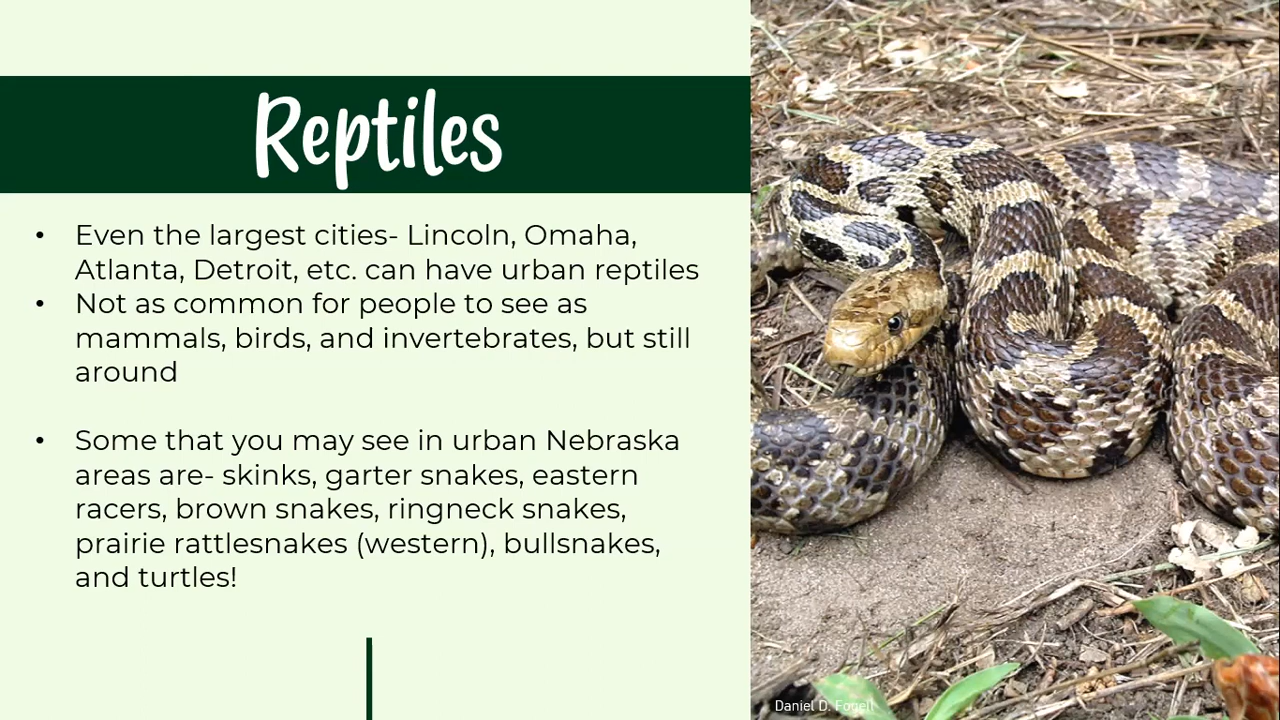 Reptiles
• Even the largest cities- Lincoln, Omaha,
Atlanta, Detroit, etc. can have urban reptiles
• Not as common for people to see as
mammals, birds, and invertebrates, but still
around
• Some that you may see in urban Nebraska
areas are- skinks, garter snakes, eastern
racers, brown snakes, ringneck snakes,
prairie rattlesnakes (western), bullsnakes,
and turtles!
Daniel D. Fogell